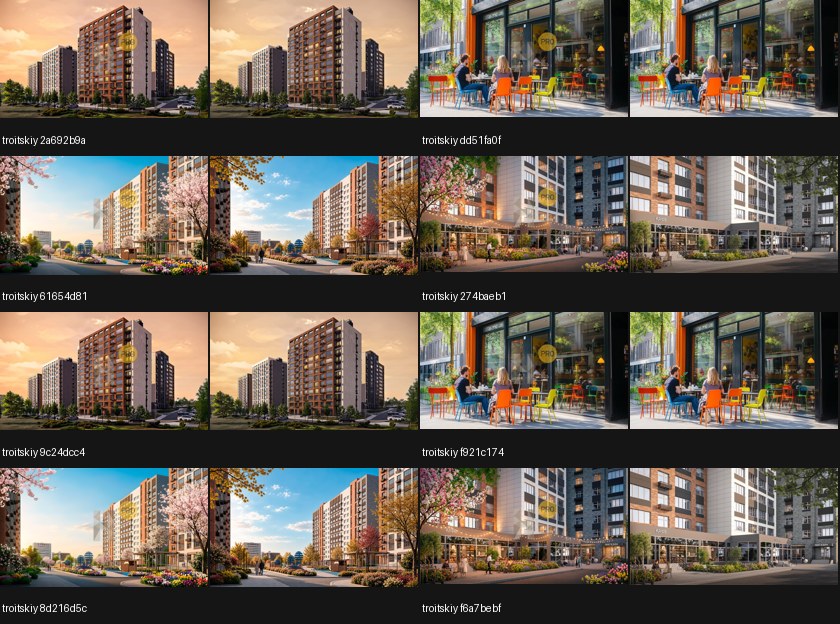 troitskiy 2a692b9a
troitskiy dd51fa0f
troitskiy 61654d81
troitskiy 274baeb1
troitskiy 9c24dcc4
troitskiy f921c174
troitskiy 8d216d5c
troitskiy f6a7bebf